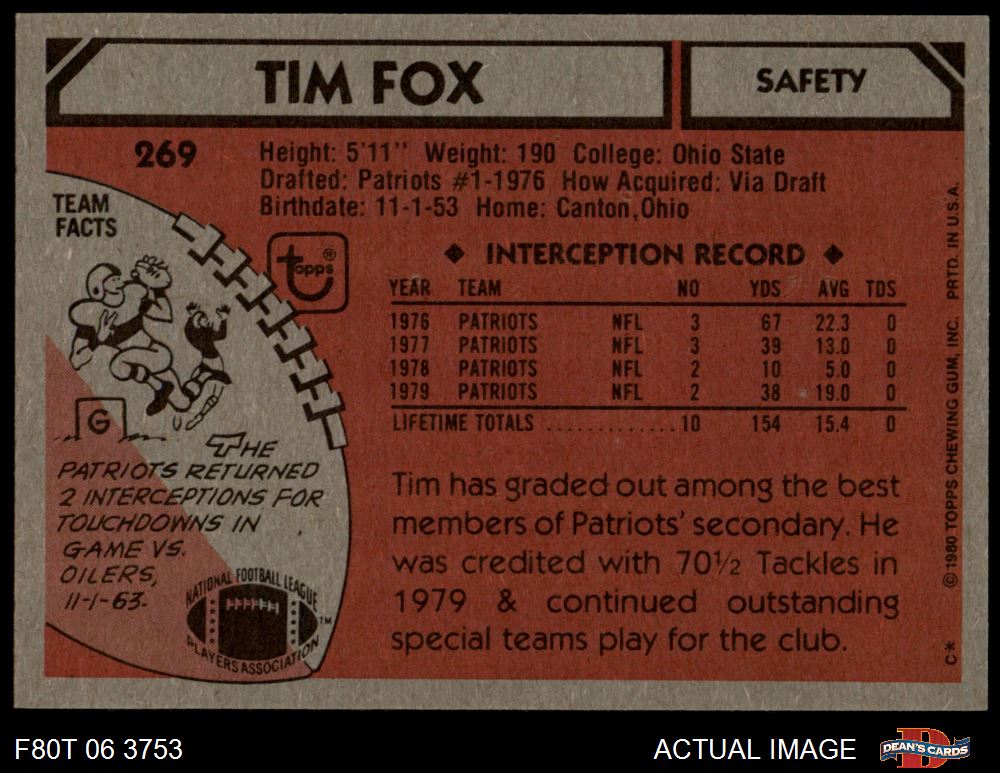 TIM FOX
SAFETY
269
Height: 5'11" Weight: 190 College: Ohio State
Drafted: Patriots #1-1976 How Acquired: Via Draft
Birthdate: 11-1-53 Home: Canton, Ohio
TEAM
FACTS
topps ®
◆ INTERCEPTION RECORD ◆
YEAR TEAM NO YDS AVG TDS
1976 PATRIOTS NFL 3 67 22.3 0
1977 PATRIOTS NFL 3 39 13.0 0
1978 PATRIOTS NFL 2 10 5.0 0
1979 PATRIOTS NFL 2 38 19.0 0
LIFETIME TOTALS ............. 10 154 15.4 0
G
THE
PATRIOTS RETURNED
2 INTERCEPTIONS FOR
TOUCHDOWNS IN
GAME VS.
OILERS,
11-1-63.
NATIONAL FOOTBALL LEAGUE
PLAYERS ASSOCIATION
TM
Tim has graded out among the best
members of Patriots' secondary. He
was credited with 70½ Tackles in
1979 & continued outstanding
special teams play for the club.
C* © 1980 TOPPS CHEWING GUM, INC. PRTD. IN U.S.A.
F80T 06 3753
ACTUAL IMAGE
DEAN'S CARDS